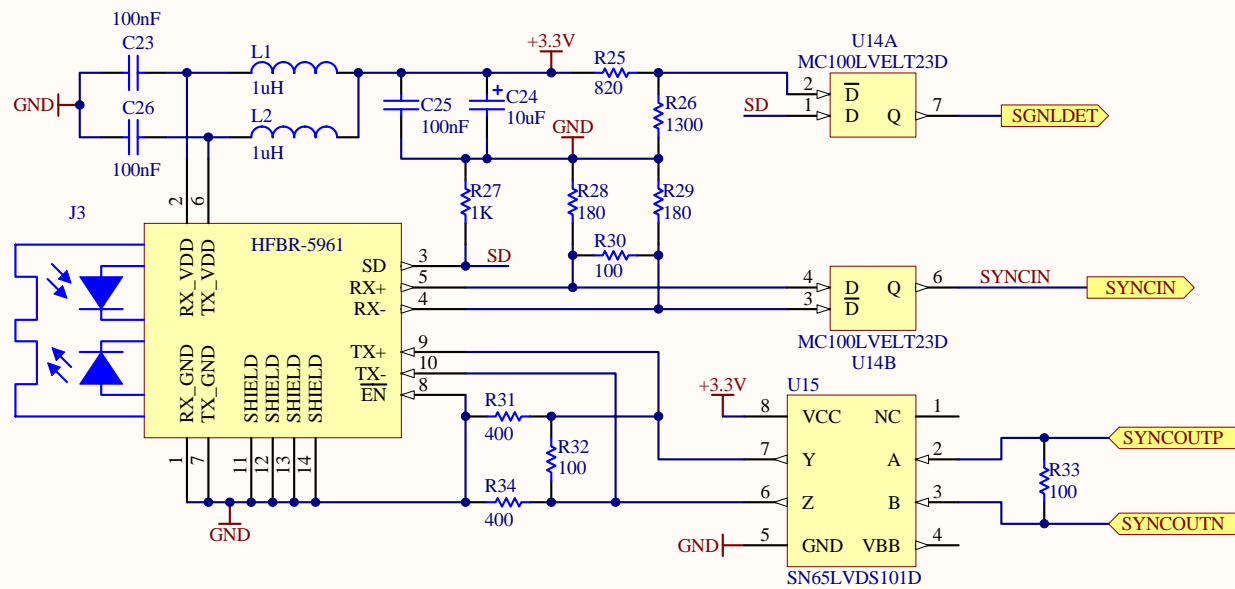 100nF
C23
L1
1uH
GND
C26
100nF
L2
1uH
+3.3V
R25
820
C25
100nF
+
C24
10uF
GND
R26
1300
U14A
MC100LVELT23D
SD
2
D
1
D
Q
7
SGNLDET
R27
1K
R28
180
R29
180
R30
100
J3
2
6
HFBR-5961
RX_VDD
TX_VDD
SD
3
SD
RX+
5
RX-
4
TX+
9
TX-
10
EN
8
RX_GND
TX_GND
SHIELD
SHIELD
SHIELD
SHIELD
1
7
11
12
13
14
GND
4
D
Q
6
SYNCIN
SYNCIN
3
D
MC100LVELT23D
U14B
R31
400
R32
100
R34
400
+3.3V
U15
8
VCC
NC
1
7
Y
A
2
6
Z
B
3
GND
5
GND
VBB
4
SN65LVDS101D
SYNCOUTP
R33
100
SYNCOUTN